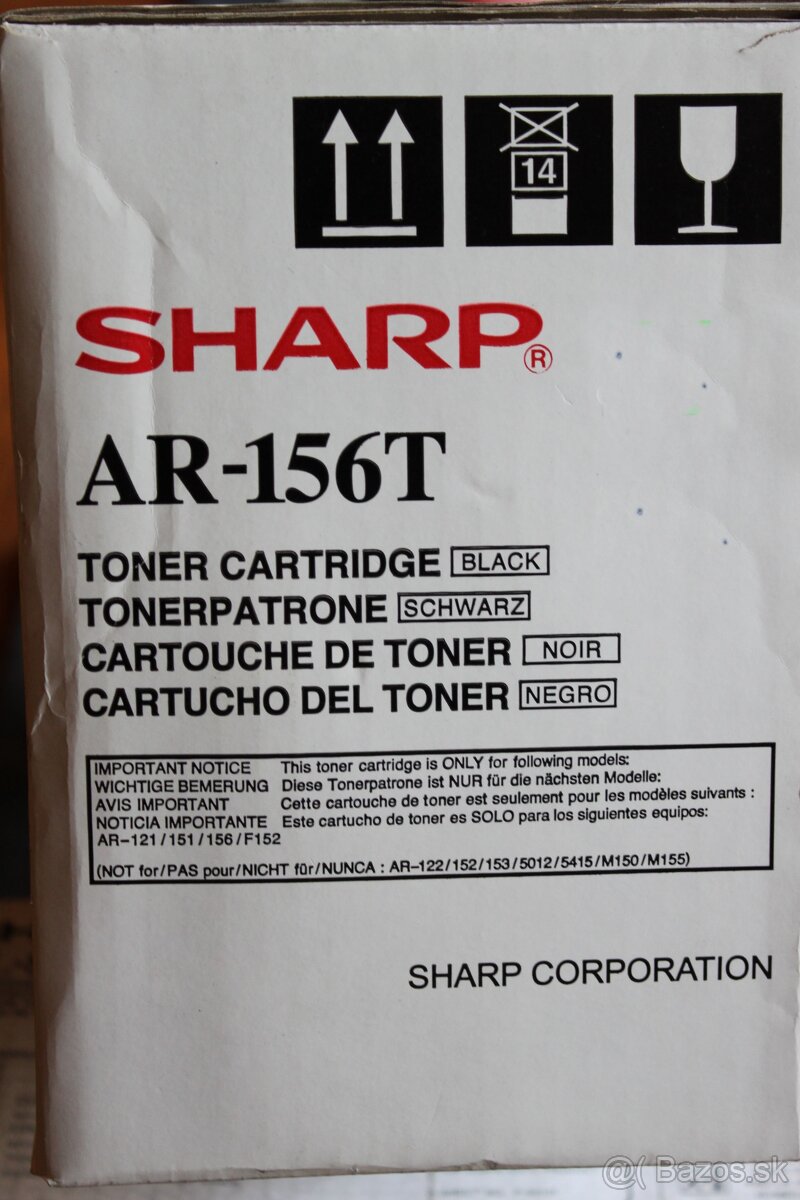 14
SHARP®
AR-156T
TONER CARTRIDGE BLACK
TONERPATRONE SCHWARZ
CARTOUCHE DE TONER NOIR
CARTUCHO DEL TONER NEGRO
IMPORTANT NOTICE This toner cartridge is ONLY for following models:
WICHTIGE BEMERUNG Diese Tonerpatrone ist NUR für die nächsten Modelle:
AVIS IMPORTANT Cette cartouche de toner est seulement pour les modèles suivants :
NOTICIA IMPORTANTE Este cartucho de toner es SOLO para los siguientes equipos:
AR-121/151/156/F152
(NOT for/PAS pour/NICHT für/NUNCA : AR-122/152/153/5012/5415/M150/M155)
SHARP CORPORATION
@( Bazos.sk